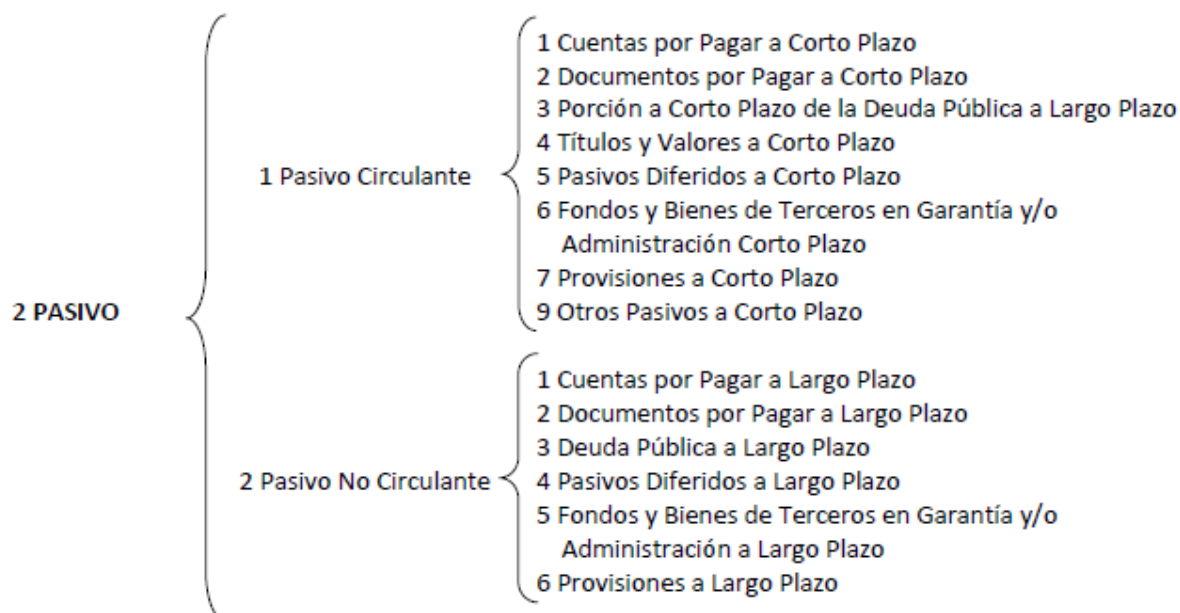 2 PASIVO
1 Pasivo Circulante
1 Cuentas por Pagar a Corto Plazo
2 Documentos por Pagar a Corto Plazo
3 Porción a Corto Plazo de la Deuda Pública a Largo Plazo
4 Títulos y Valores a Corto Plazo
5 Pasivos Diferidos a Corto Plazo
6 Fondos y Bienes de Terceros en Garantía y/o
Administración Corto Plazo
7 Provisiones a Corto Plazo
9 Otros Pasivos a Corto Plazo
2 Pasivo No Circulante
1 Cuentas por Pagar a Largo Plazo
2 Documentos por Pagar a Largo Plazo
3 Deuda Pública a Largo Plazo
4 Pasivos Diferidos a Largo Plazo
5 Fondos y Bienes de Terceros en Garantía y/o
Administración a Largo Plazo
6 Provisiones a Largo Plazo